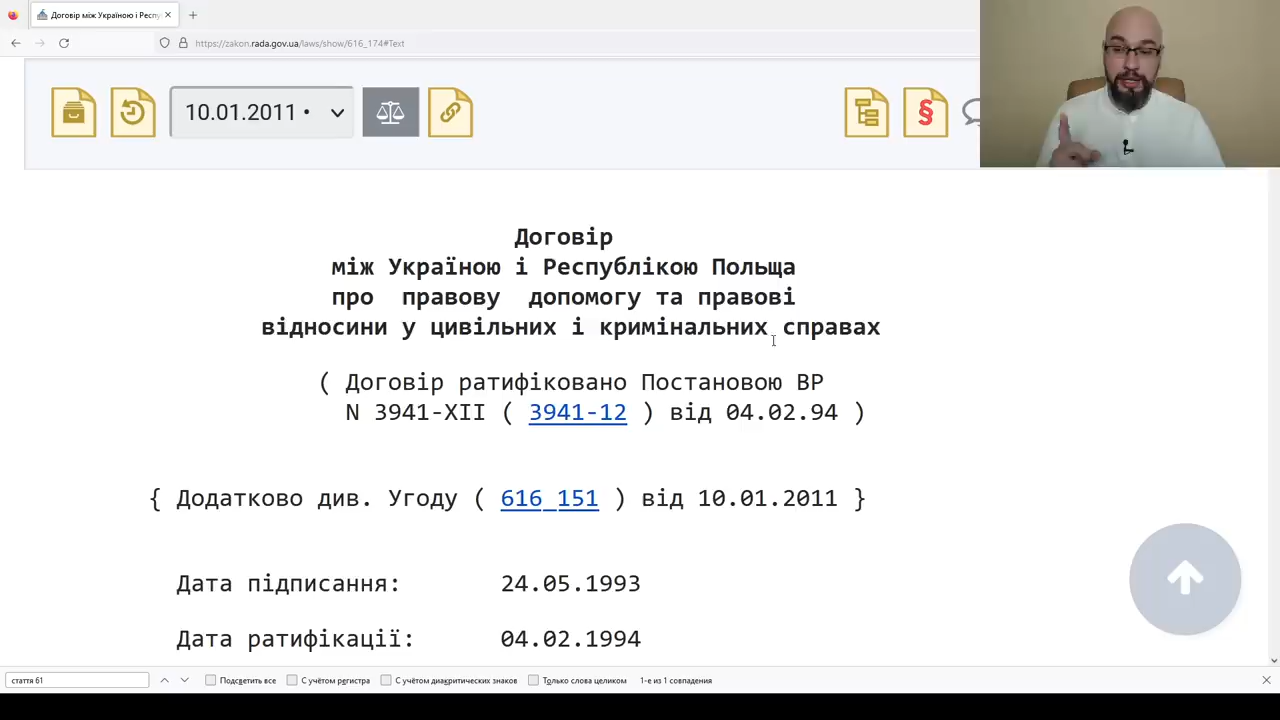 Договір між Україною і Респу
https://zakon.rada.gov.ua/laws/show/616_174#Text
10.01.2011 •
§
Договір
між Україною і Республікою Польща
про правову допомогу та правові
відносини у цивільних і кримінальних справах
( Договір ратифіковано Постановою ВР
N 3941-XII ( 3941-12 ) від 04.02.94 )
{ Додатково див. Угоду ( 616_151 ) від 10.01.2011 }
Дата підписання: 24.05.1993
Дата ратифікації: 04.02.1994
стаття 61 Подсветить все С учётом регистра С учётом диакритических знаков Только слова целиком 1-е из 1 совпадения